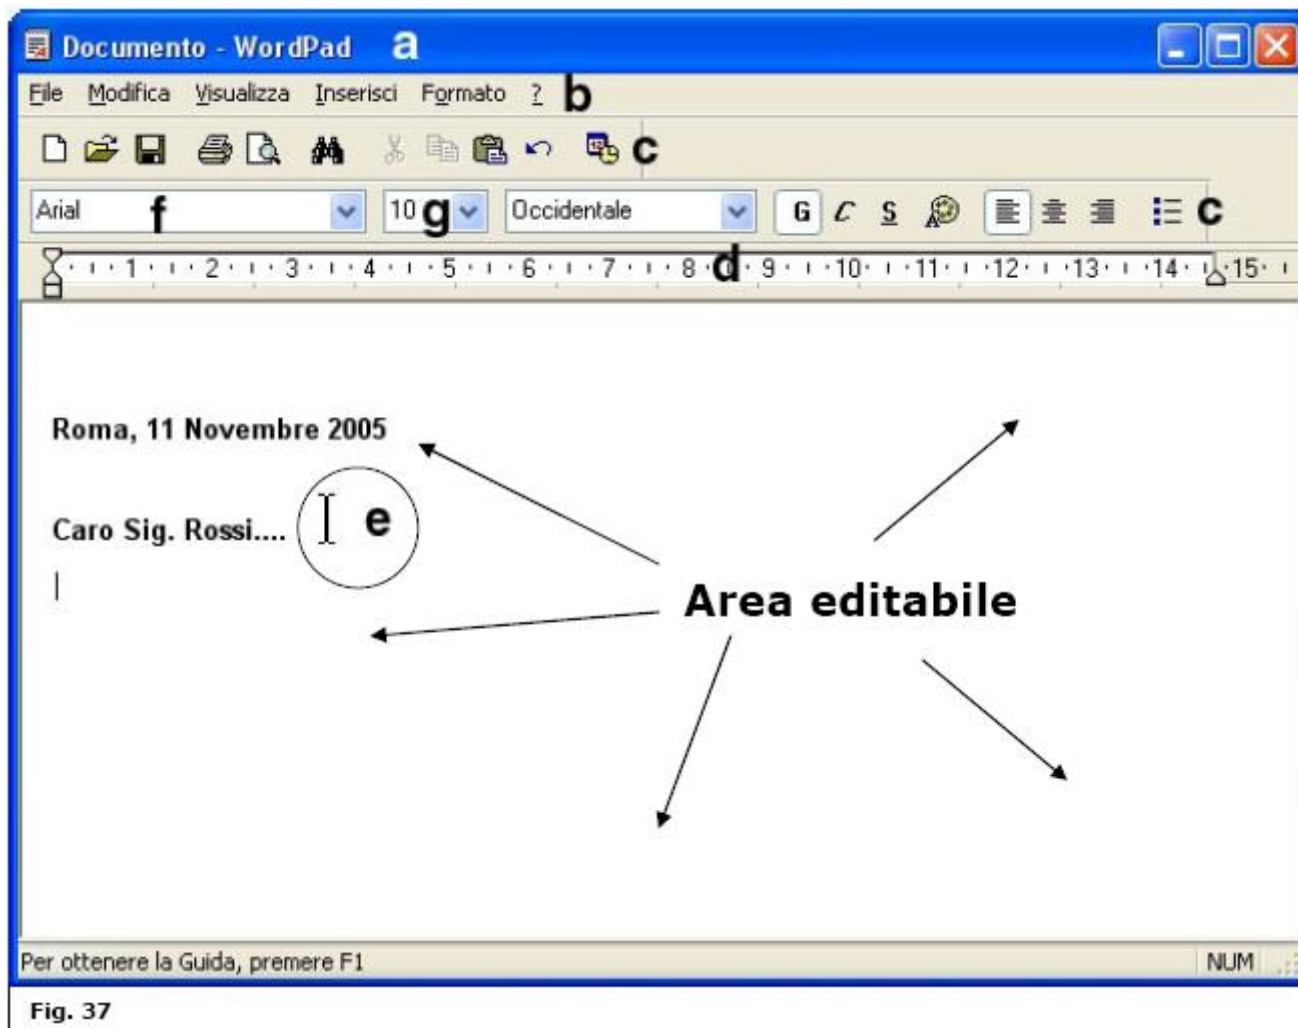 Documento - WordPad a
File Modifica Visualizza Inserisci Formato ? b
c
Arial f 10 g Occidentale G C S c
1 2 3 4 5 6 7 8 d 9 10 11 12 13 14 15
Roma, 11 Novembre 2005
Caro Sig. Rossi.... e
Area editabile
Per ottenere la Guida, premere F1 NUM
Fig. 37